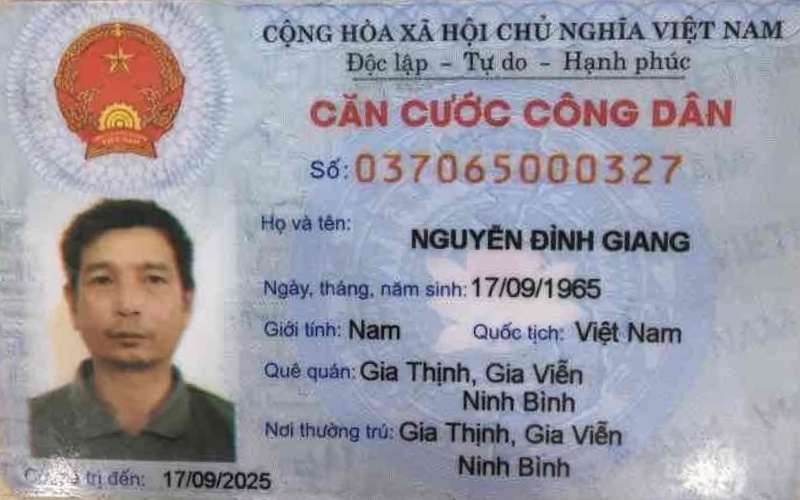 CỘNG HÒA XÃ HỘI CHỦ NGHĨA VIỆT NAM
Độc lập - Tự do - Hạnh phúc
CĂN CƯỚC CÔNG DÂN
Số: 037065000327
Họ và tên:
NGUYỄN ĐÌNH GIANG
Ngày, tháng, năm sinh: 17/09/1965
Giới tính: Nam Quốc tịch: Việt Nam
Quê quán: Gia Thịnh, Gia Viễn
Ninh Bình
Nơi thường trú: Gia Thịnh, Gia Viễn
Ninh Bình
trị đến: 17/09/2025